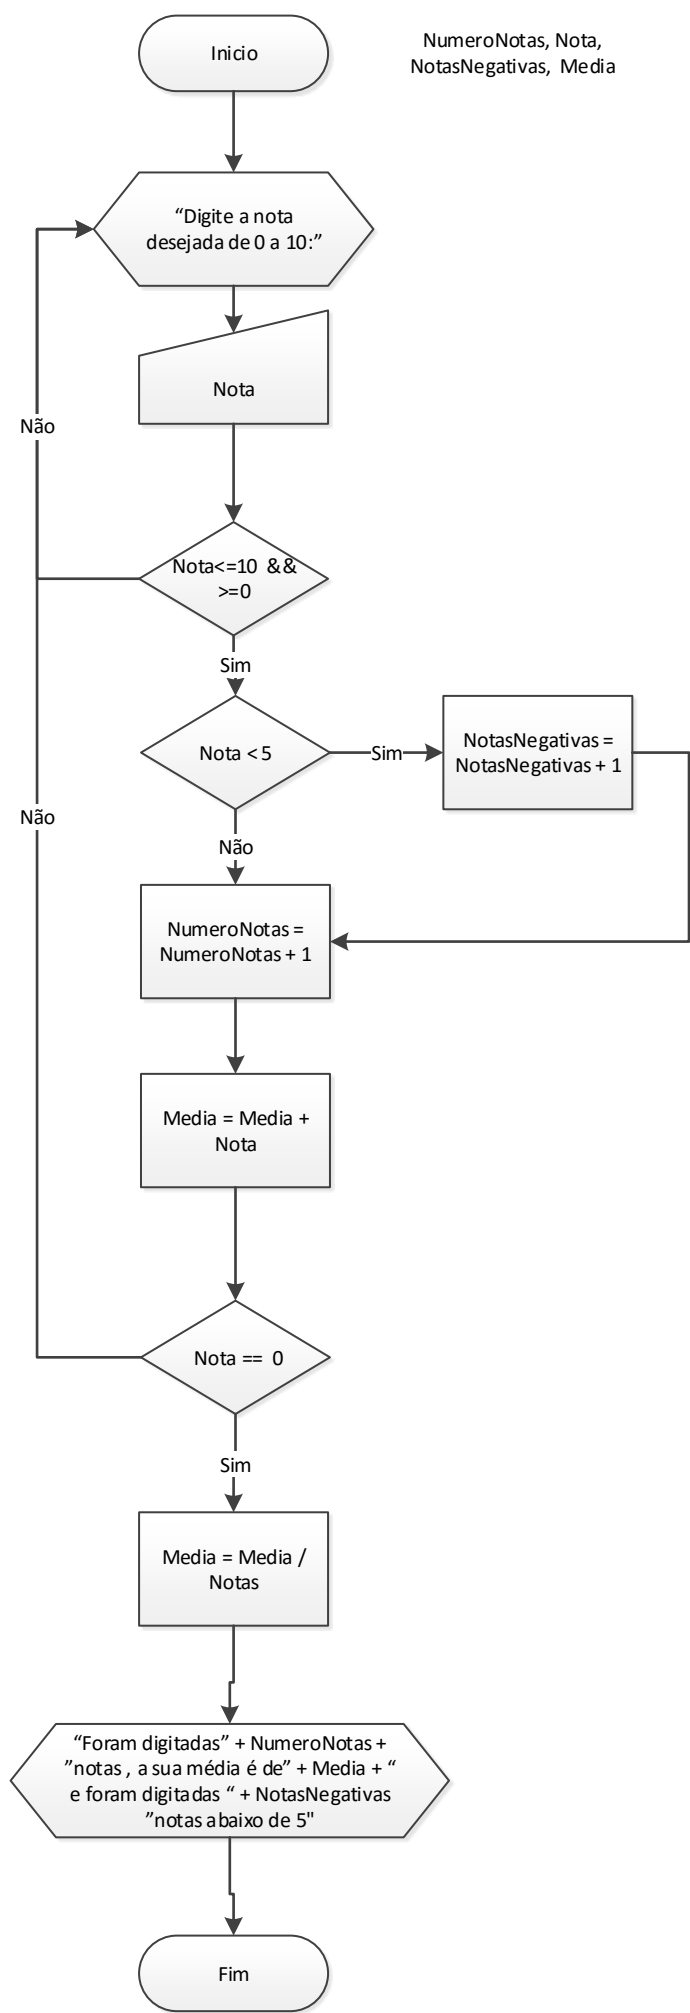 Inicio
NumeroNotas, Nota,
NotasNegativas, Media
“Digite a nota
desejada de 0 a 10:”
Nota
Não
Nota<=10 &&
>=0
Sim
Nota < 5
Sim
NotasNegativas =
NotasNegativas + 1
Não
Não
NumeroNotas =
NumeroNotas + 1
Media = Media +
Nota
Nota == 0
Sim
Media = Media /
Notas
“Foram digitadas” + NumeroNotas +
”notas , a sua média é de” + Media + “
e foram digitadas “ + NotasNegativas
”notas abaixo de 5"
Fim